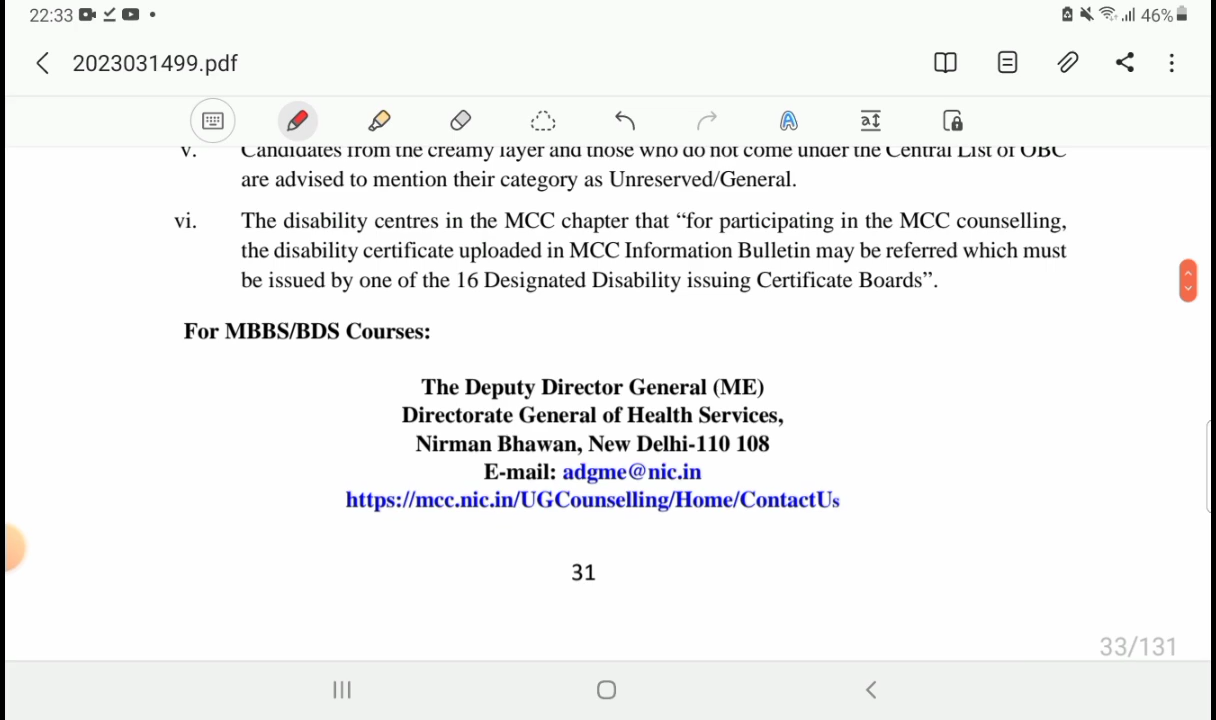 22:33
46%
2023031499.pdf
v. Candidates from the creamy layer and those who do not come under the Central List of OBC
are advised to mention their category as Unreserved/General.
vi. The disability centres in the MCC chapter that “for participating in the MCC counselling,
the disability certificate uploaded in MCC Information Bulletin may be referred which must
be issued by one of the 16 Designated Disability issuing Certificate Boards”.
For MBBS/BDS Courses:
The Deputy Director General (ME)
Directorate General of Health Services,
Nirman Bhawan, New Delhi-110 108
E-mail: adgme@nic.in
https://mcc.nic.in/UGCounselling/Home/ContactUs
31
33/131